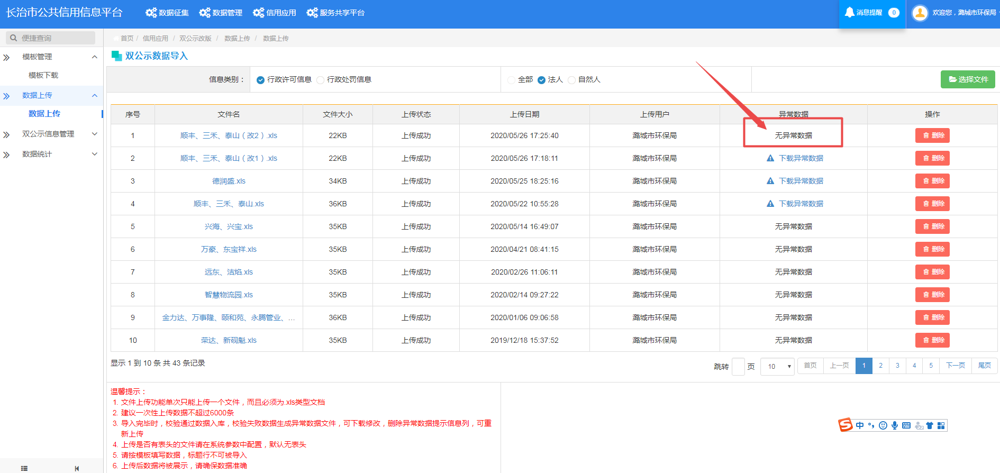 长治市公共信用信息平台 数据征集 数据管理 信用应用 服务共享平台 消息提醒 0 欢迎您，潞城市环保局
便捷查询
首页 / 信用应用 / 双公示改版 / 数据上传 / 数据上传
模板管理
模板下载
数据上传
数据上传
双公示信息管理
数据统计
双公示数据导入
信息类别： 行政许可信息 行政处罚信息 全部 法人 自然人 选择文件
序号 文件名 文件大小 上传状态 上传日期 上传用户 异常数据 操作
1 顺丰、三禾、泰山（改2）.xls 22KB 上传成功 2020/05/26 17:25:40 潞城市环保局 无异常数据 删除
2 顺丰、三禾、泰山（改1）.xls 22KB 上传成功 2020/05/26 17:18:11 潞城市环保局 下载异常数据 删除
3 德润盛.xls 34KB 上传成功 2020/05/25 18:25:16 潞城市环保局 下载异常数据 删除
4 顺丰、三禾、泰山.xls 36KB 上传成功 2020/05/22 10:55:28 潞城市环保局 下载异常数据 删除
5 兴海、兴宝.xls 35KB 上传成功 2020/05/14 16:49:07 潞城市环保局 无异常数据 删除
6 万豪、东宝祥.xls 35KB 上传成功 2020/04/21 08:41:15 潞城市环保局 无异常数据 删除
7 远东、洁焰.xls 35KB 上传成功 2020/02/26 11:06:11 潞城市环保局 无异常数据 删除
8 智慧物流园.xls 35KB 上传成功 2020/02/14 09:27:22 潞城市环保局 无异常数据 删除
9 金力达、万事隆、颐和苑、永腾管业、... 36KB 上传成功 2020/01/06 09:06:58 潞城市环保局 无异常数据 删除
10 荣达、新砚魁.xls 35KB 上传成功 2019/12/18 15:37:52 潞城市环保局 无异常数据 删除
显示 1 到 10 条 共 43 条记录
跳转 页 10 首页 上一页 1 2 3 4 5 下一页 尾页
温馨提示：
1. 文件上传功能单次只能上传一个文件，而且必须为.xls类型文档
2. 建议一次性上传数据不超过6000条
3. 导入完毕时，校验通过数据入库，校验失败数据生成异常数据文件，可下载修改，删除异常数据提示信息列，可重
新上传
4. 上传是否有表头的文件请在系统参数中配置，默认无表头
5. 请按模板填写数据，标题行不可被导入
6. 上传后数据将被展示，请确保数据准确
S 中